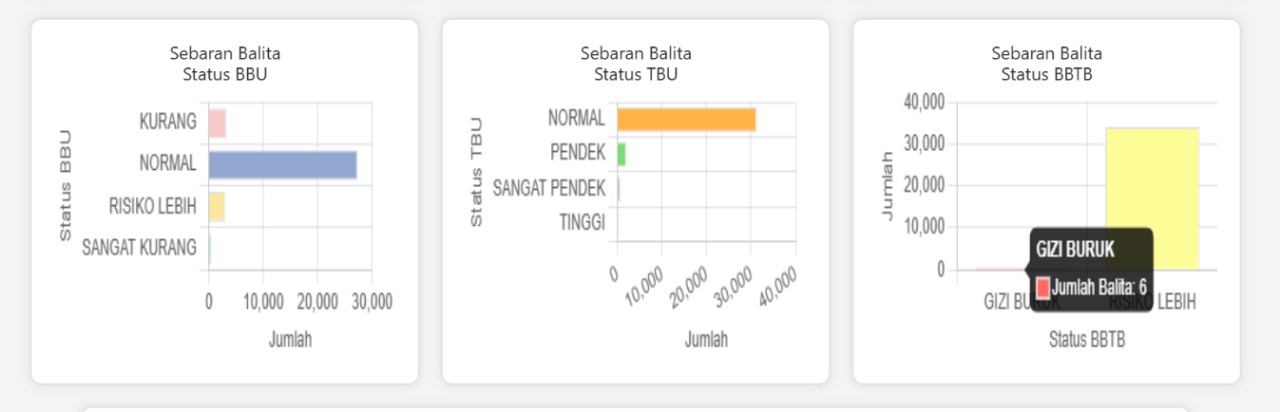 Sebaran Balita
Status BBU
Status BBU
KURANG
NORMAL
RISIKO LEBIH
SANGAT KURANG
0 10,000 20,000 30,000
Jumlah
Sebaran Balita
Status TBU
Status TBU
NORMAL
PENDEK
SANGAT PENDEK
TINGGI
0 10,000 20,000 30,000 40,000
Jumlah
Sebaran Balita
Status BBTB
Jumlah
40,000
30,000
20,000
10,000
0
GIZI BURUK
Jumlah Balita: 6
GIZI BURUK RISIKO LEBIH
Status BBTB